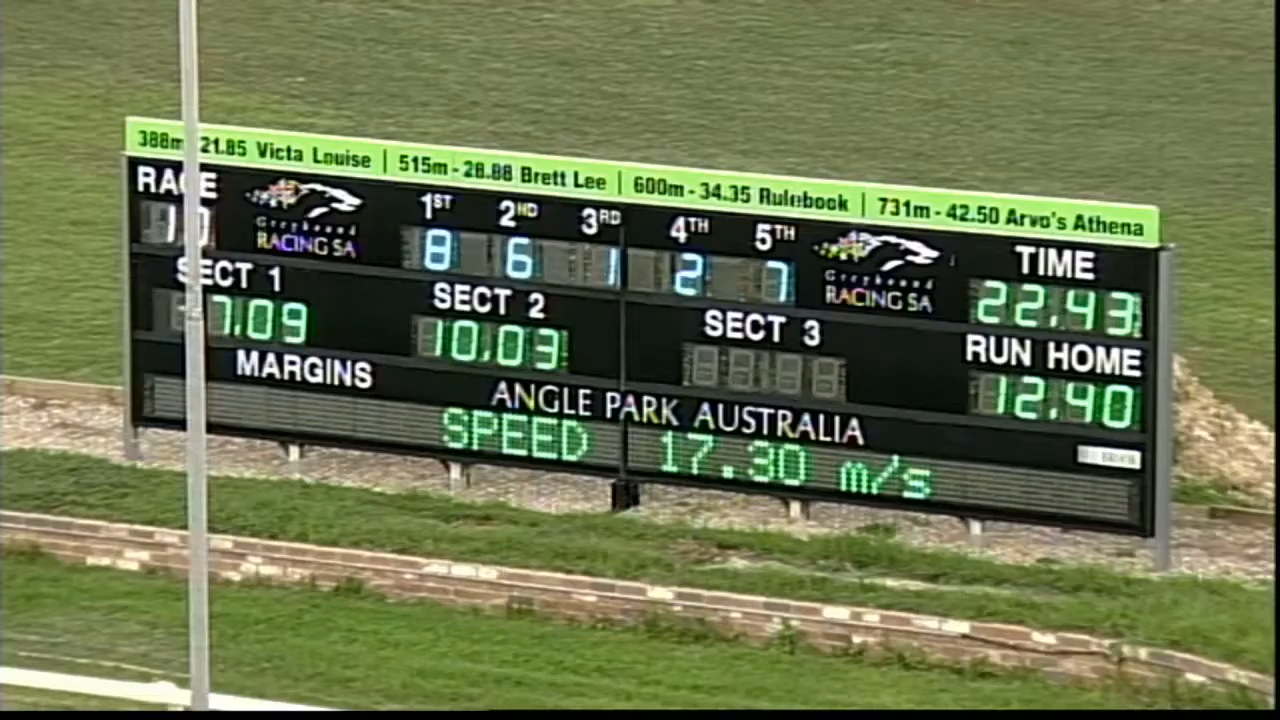 388m 21.85 Victa Louise | 515m - 28.88 Brett Lee | 600m - 34.35 Rulebook | 731m - 42.50 Arvo's Athena
RACE
1ST 2ND 3RD 4TH 5TH
TIME
8 6 1 2 7
22.43
Greyhound
RACING SA
Greyhound
RACING SA
SECT 1
SECT 2
SECT 3
RUN HOME
7.09
10.03
12.40
MARGINS
ANGLE PARK AUSTRALIA
SPEED 17.30 m/s